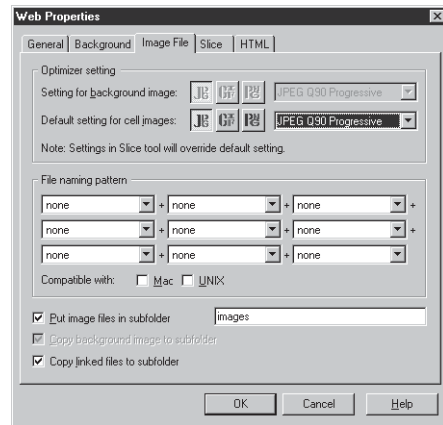 Web Properties
General Background Image File Slice HTML
Optimizer setting
Setting for background image: JPEG Q90 Progressive
Default setting for cell images: JPEG Q90 Progressive
Note: Settings in Slice tool will override default setting.
File naming pattern
none + none + none +
none + none + none +
none + none + none
Compatible with: Mac UNIX
Put image files in subfolder images
Copy background image to subfolder
Copy linked files to subfolder
OK Cancel Help